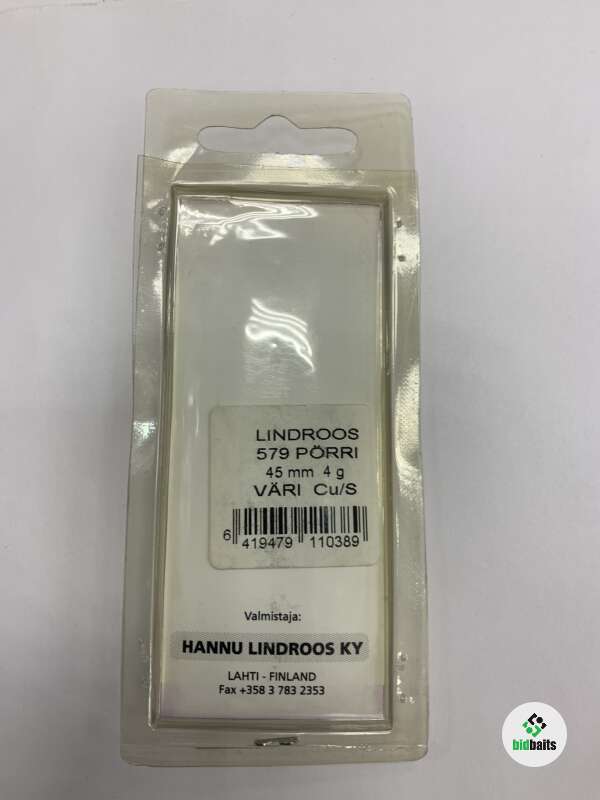 LINDROOS
579 PÖRRI
45 mm 4 g
VÄRI Cu/S
6 419479 110389
Valmistaja:
HANNU LINDROOS KY
LAHTI - FINLAND
Fax +358 3 783 2353
bidbaits